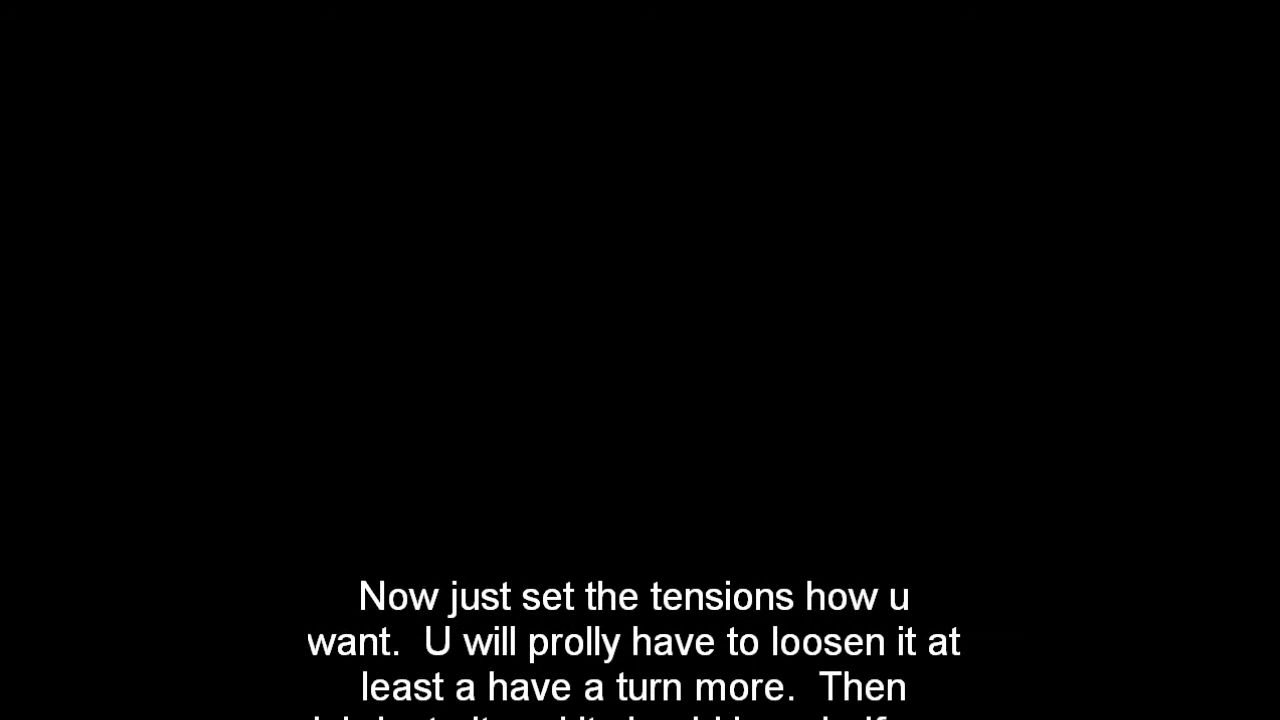 Now just set the tensions how u
want.  U will prolly have to loosen it at
least a have a turn more.  Then